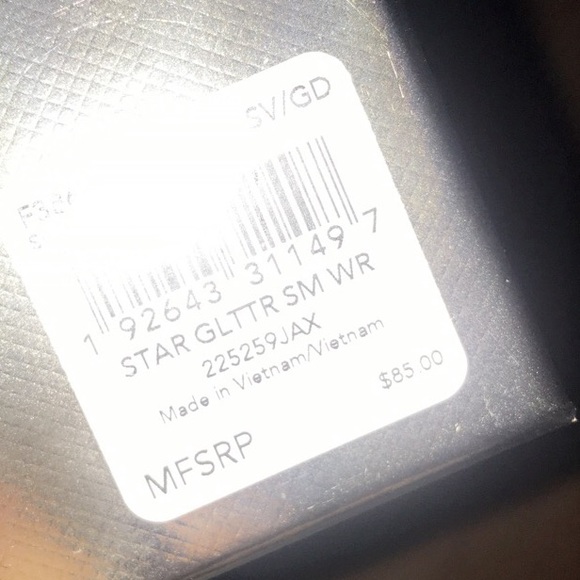 SV/GD
1 92643 31149 7
STAR GLTTR SM WR
225259JAX
Made in Vietnam/Vietnam
$85.00
MFSRP